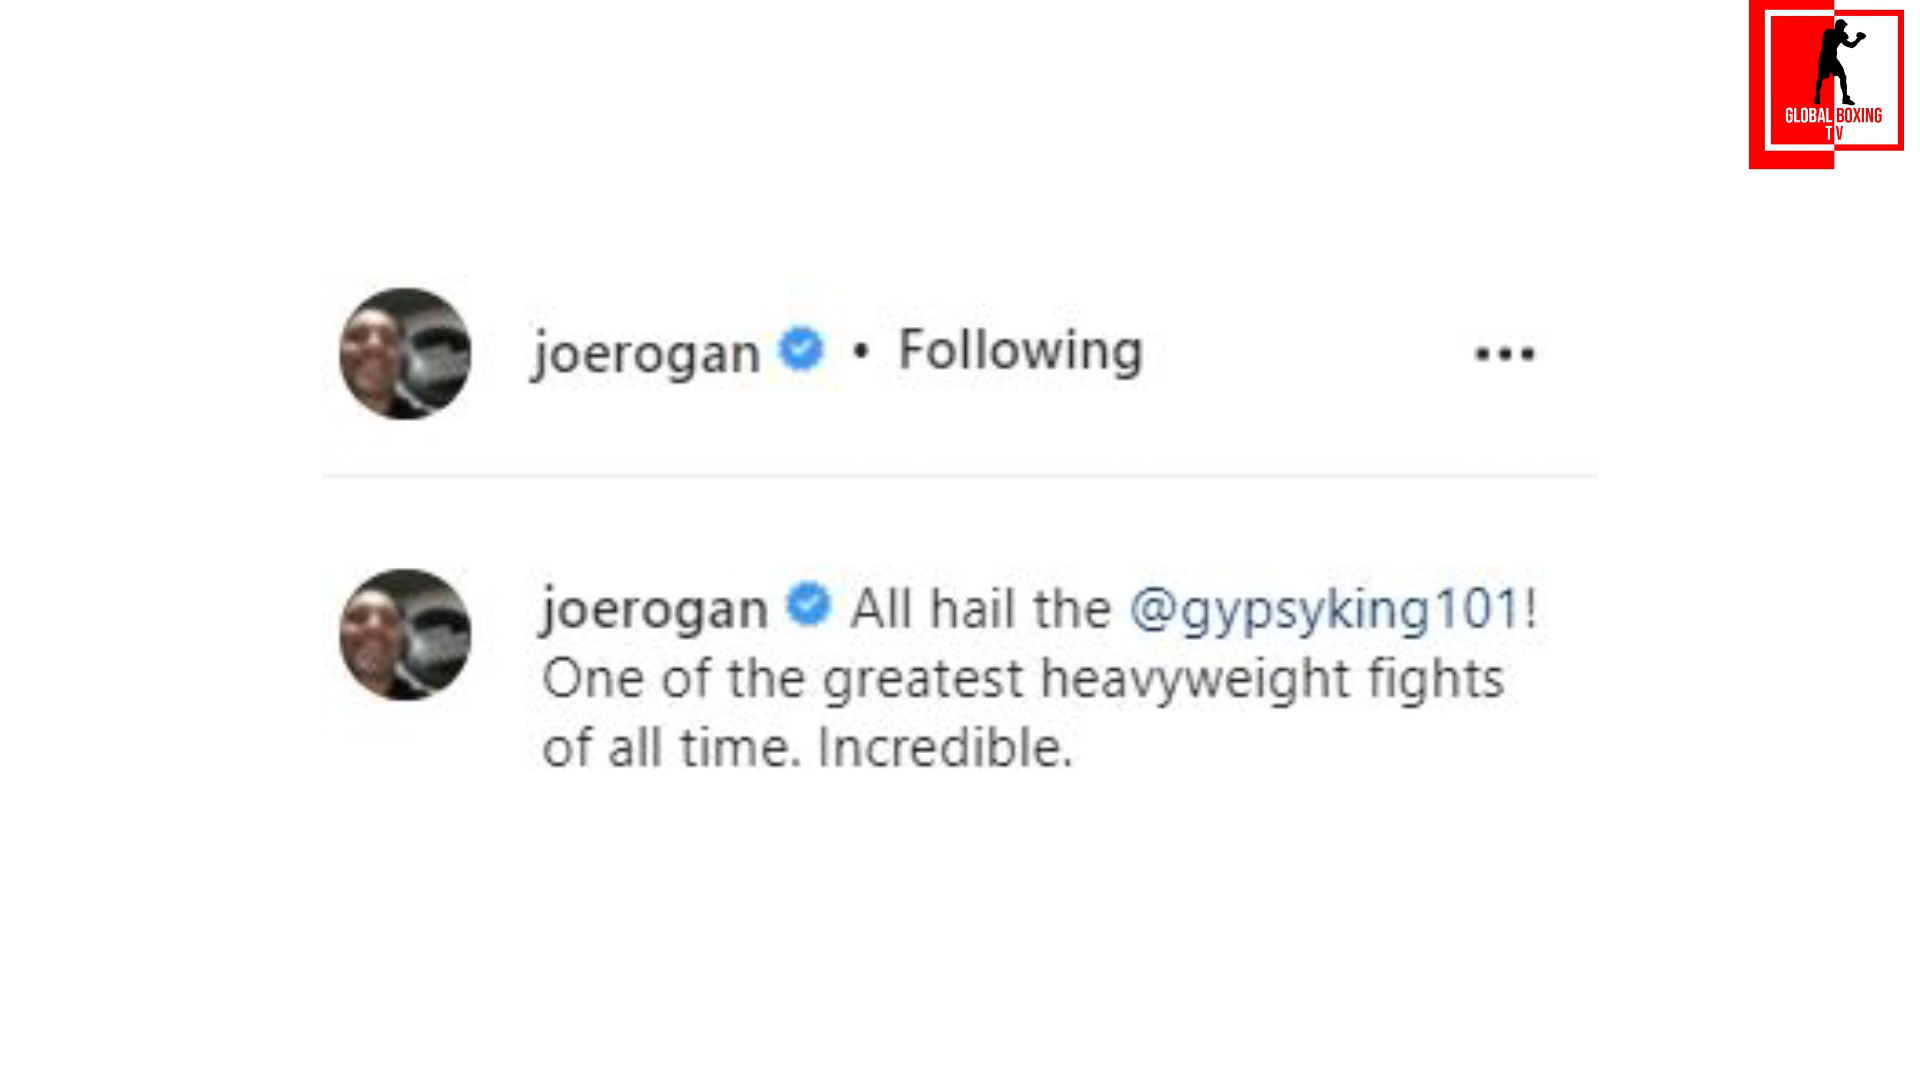 GLOBAL BOXING
TV
joerogan • Following
joerogan All hail the @gypsyking101!
One of the greatest heavyweight fights
of all time. Incredible.